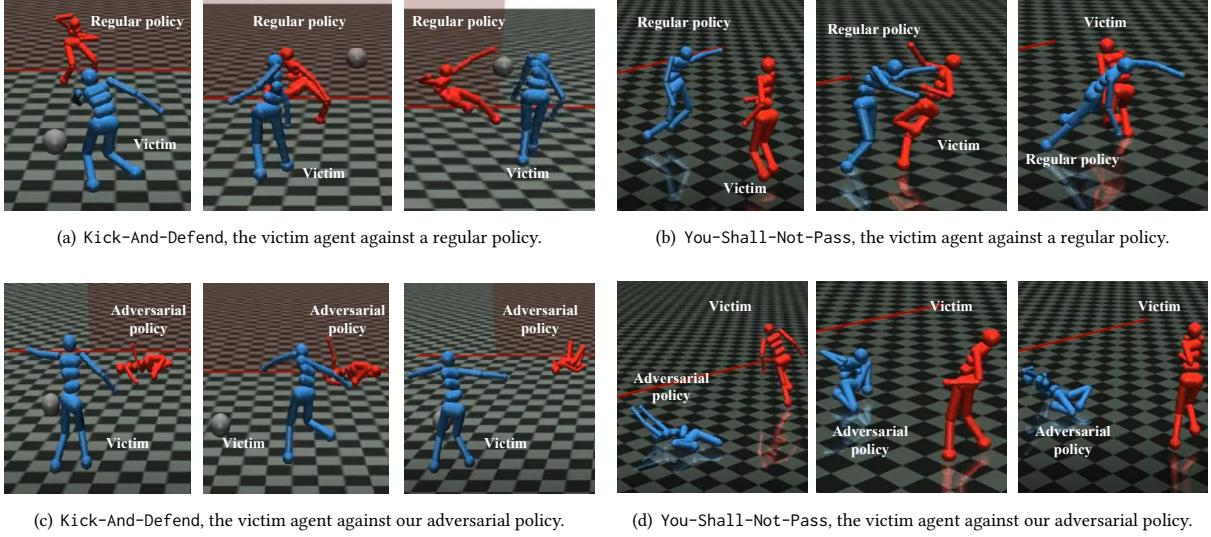 Regular policy
Victim
Regular policy
Victim
Regular policy
Victim
(a) Kick-And-Defend, the victim agent against a regular policy.
Regular policy
Victim
Regular policy
Victim
Victim
Regular policy
(b) You-Shall-Not-Pass, the victim agent against a regular policy.
Adversarial
policy
Victim
Adversarial
policy
Victim
Adversarial
policy
Victim
(c) Kick-And-Defend, the victim agent against our adversarial policy.
Victim
Adversarial
policy
Victim
Adversarial
policy
Victim
Adversarial
policy
(d) You-Shall-Not-Pass, the victim agent against our adversarial policy.